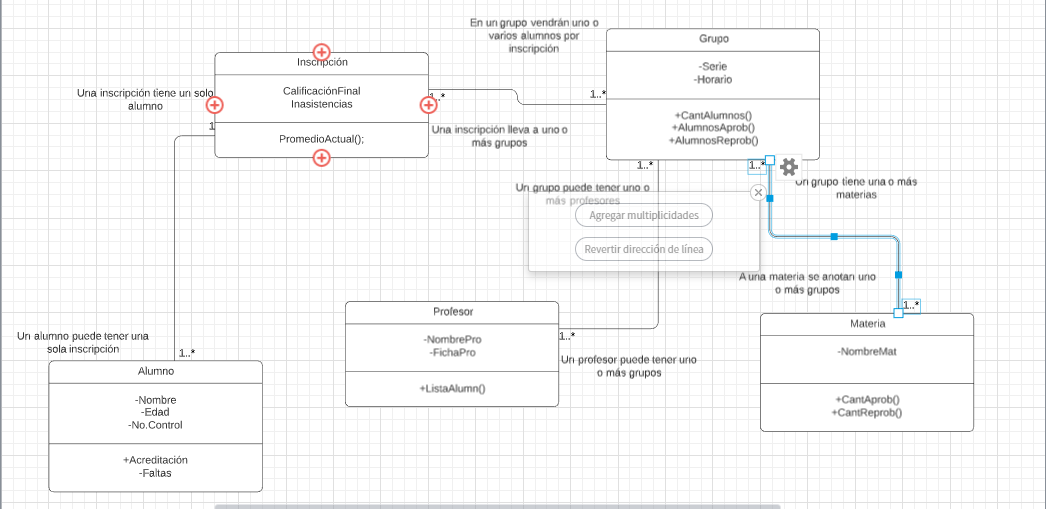 En un grupo vendrán uno o
varios alumnos por
inscripción
Grupo
-Serie
-Horario
+CantAlumnos()
+AlumnosAprob()
+AlumnosReprob()
Inscripción
CalificaciónFinal
Inasistencias
PromedioActual();
Una inscripción tiene un solo
alumno
1
1..*
1..*
Una inscripción lleva a uno o
más grupos
1..*
1..*
Un grupo tiene una o más
materias
Un grupo puede tener uno o
más profesores
Agregar multiplicidades
Revertir dirección de línea
A una materia se anotan uno
o más grupos
1..*
Materia
-NombreMat
+CantAprob()
+CantReprob()
Profesor
-NombrePro
-FichaPro
+ListaAlumn()
1..*
Un profesor puede tener uno
o más grupos
Un alumno puede tener una
sola inscripción
1..*
Alumno
-Nombre
-Edad
-No.Control
+Acreditación
-Faltas